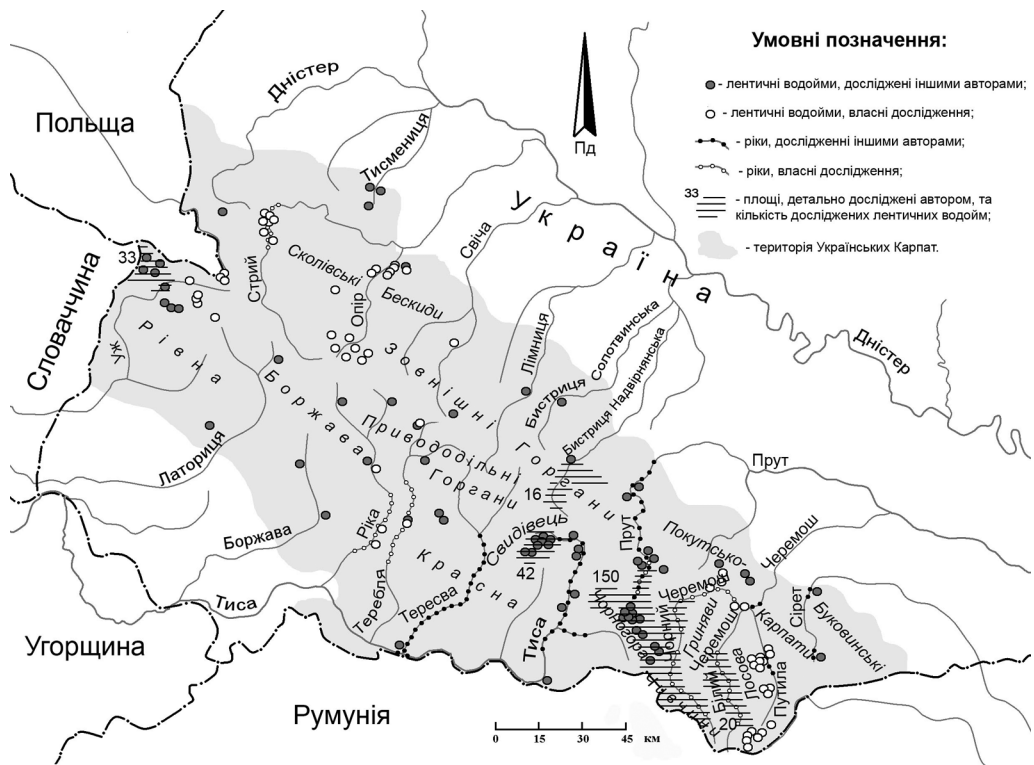 Умовні позначення:
- лентичні водойми, досліджені іншими авторами;
- лентичні водойми, власні дослідження;
- ріки, дослідженні іншими авторами;
- ріки, власні дослідження;
33
- площі, детально досліджені автором, та
кількість досліджених лентичних водойм;
- територія Українських Карпат.
Пд
Польща
Словаччина
Угорщина
Румунія
Україна
Дністер
Тисмениця
Стрий
Сколівські
Бескиди
Опір
Свіча
Лімниця
Бистриця Солотвинська
Бистриця Надвірнянська
Дністер
33
Уж
Рівна
Боржава
Зовнішні
Горгани
Привододільні
Горгани
Латориця
Боржава
Ріка
Теребля
Тересва
Красна
Свидівець
16
42
150
20
Тиса
Тиса
Прут
Прут
Покутсько-
Буковинські
Карпати
Черемош
Чорногора
Чорний
Черемош
Гриняви
Білий
Черемош
Лосова
Путила
Сірет
0 15 30 45 км